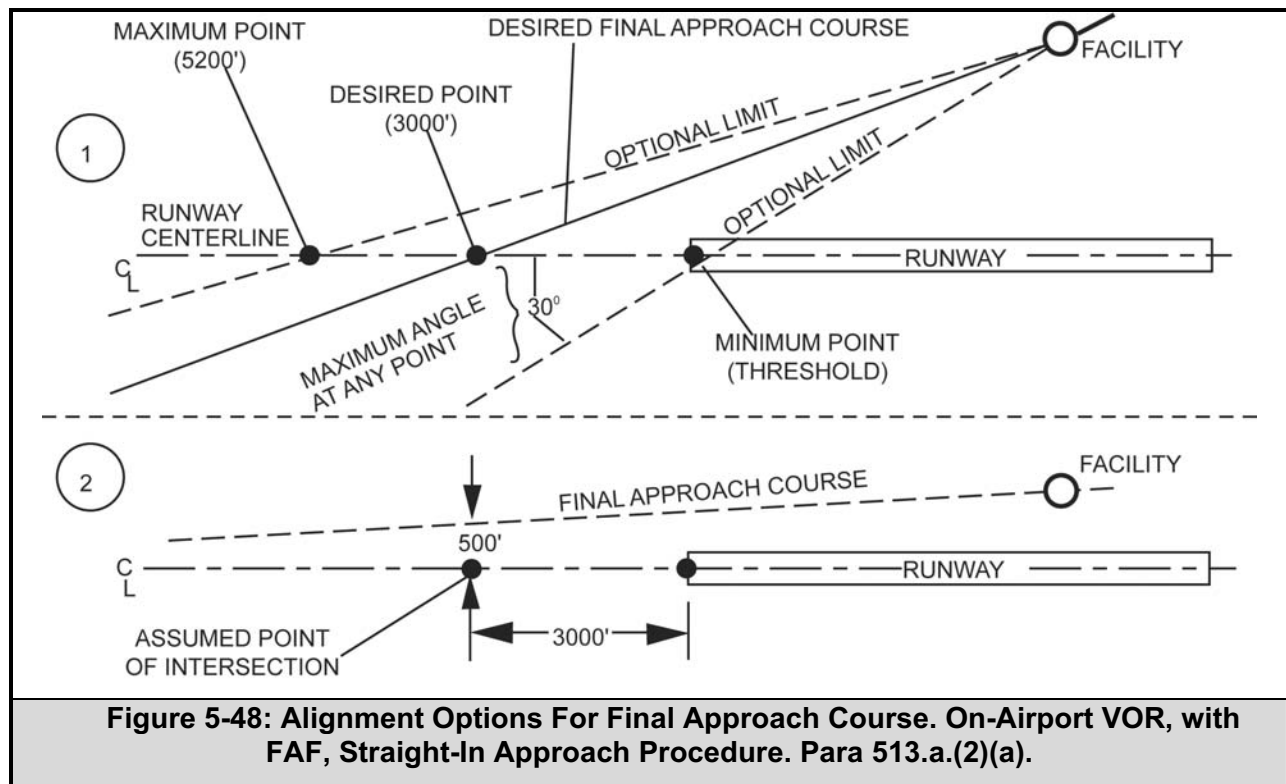 MAXIMUM POINT
(5200')
DESIRED FINAL APPROACH COURSE
FACILITY
DESIRED POINT
(3000')
OPTIONAL LIMIT
OPTIONAL LIMIT
1
RUNWAY
CENTERLINE
CL
RUNWAY
30⁰
MAXIMUM ANGLE
AT ANY POINT
MINIMUM POINT
(THRESHOLD)
2
FACILITY
FINAL APPROACH COURSE
500'
CL
RUNWAY
3000'
ASSUMED POINT
OF INTERSECTION
Figure 5-48: Alignment Options For Final Approach Course. On-Airport VOR, with
FAF, Straight-In Approach Procedure. Para 513.a.(2)(a).